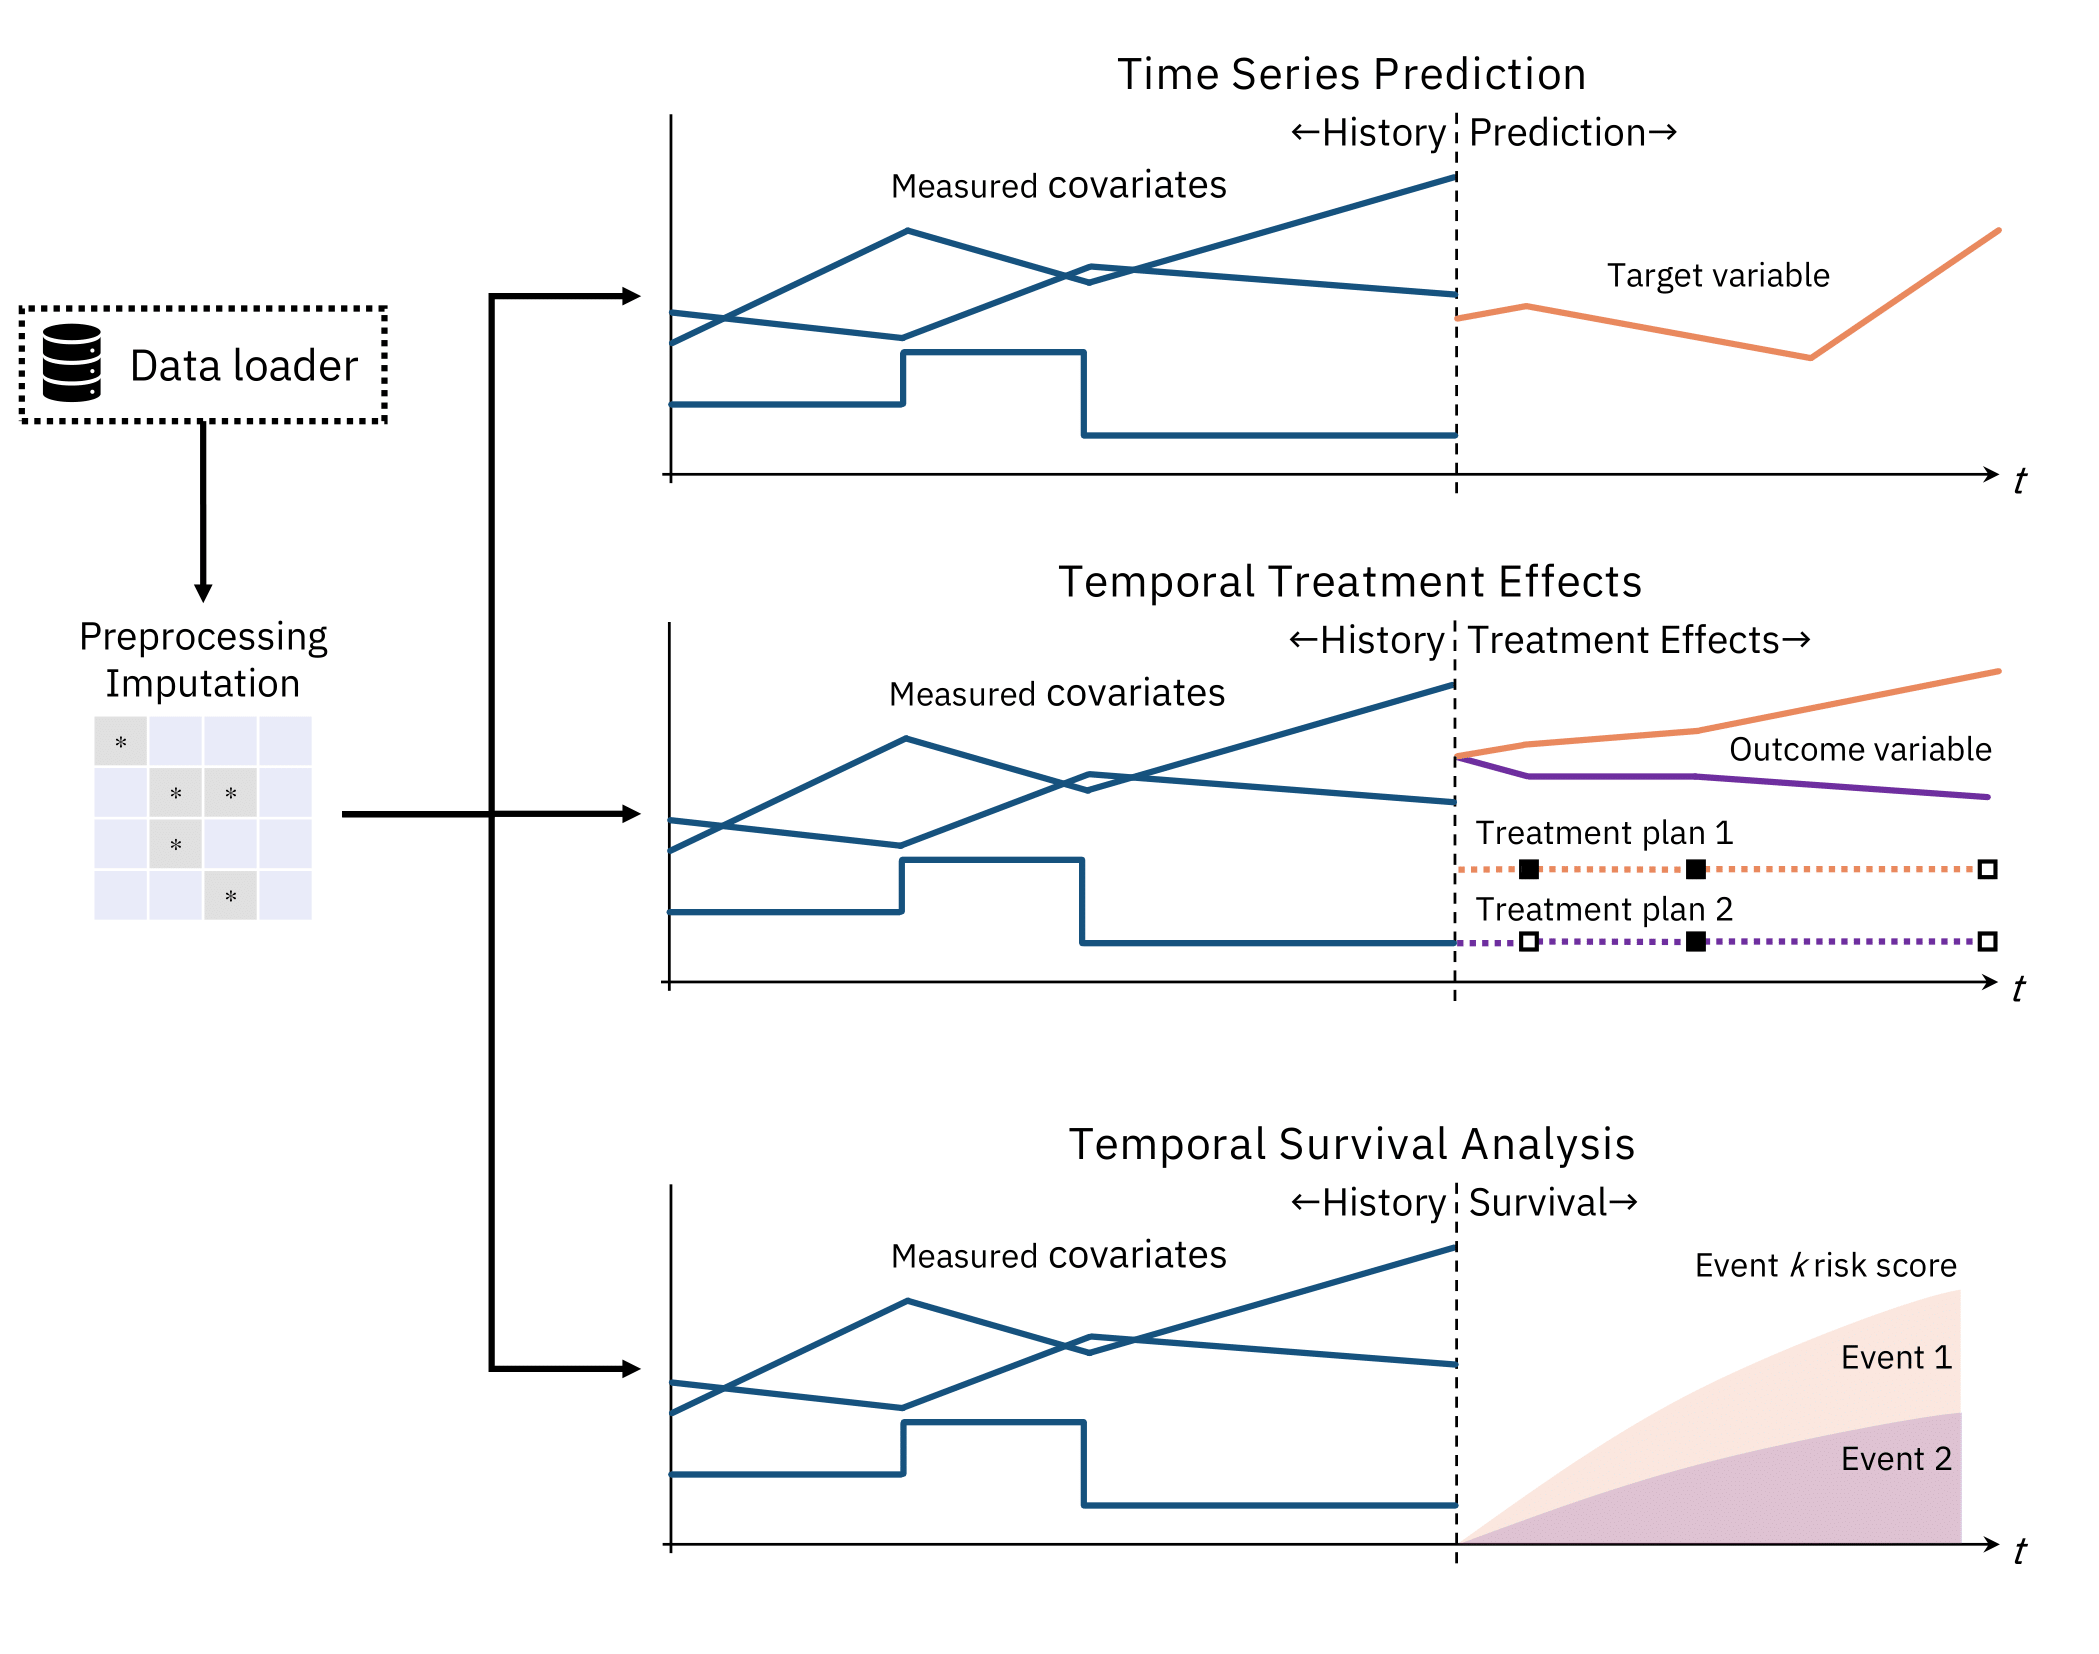 Data loader
Preprocessing
Imputation
*
* *
*
*
Time Series Prediction
←History Prediction→
Measured covariates
Target variable
t
Temporal Treatment Effects
←History Treatment Effects→
Measured covariates
Outcome variable
Treatment plan 1
Treatment plan 2
t
Temporal Survival Analysis
←History Survival→
Measured covariates
Event k risk score
Event 1
Event 2
t